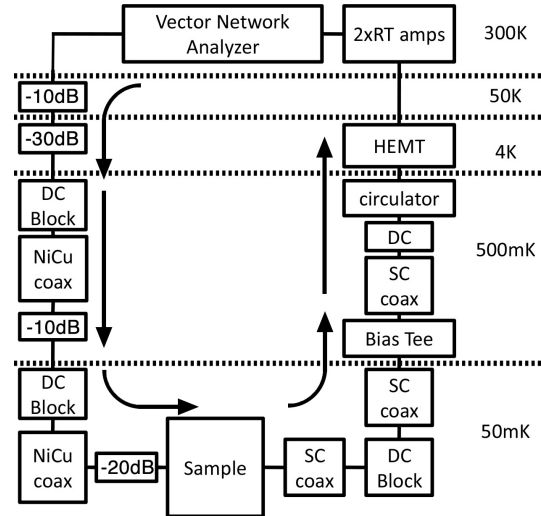 Vector Network
Analyzer
2xRT amps
300K
-10dB
50K
-30dB
HEMT
4K
DC
Block
circulator
NiCu
coax
DC
SC
coax
500mK
-10dB
Bias Tee
DC
Block
SC
coax
50mK
NiCu
coax
-20dB
Sample
SC
coax
DC
Block